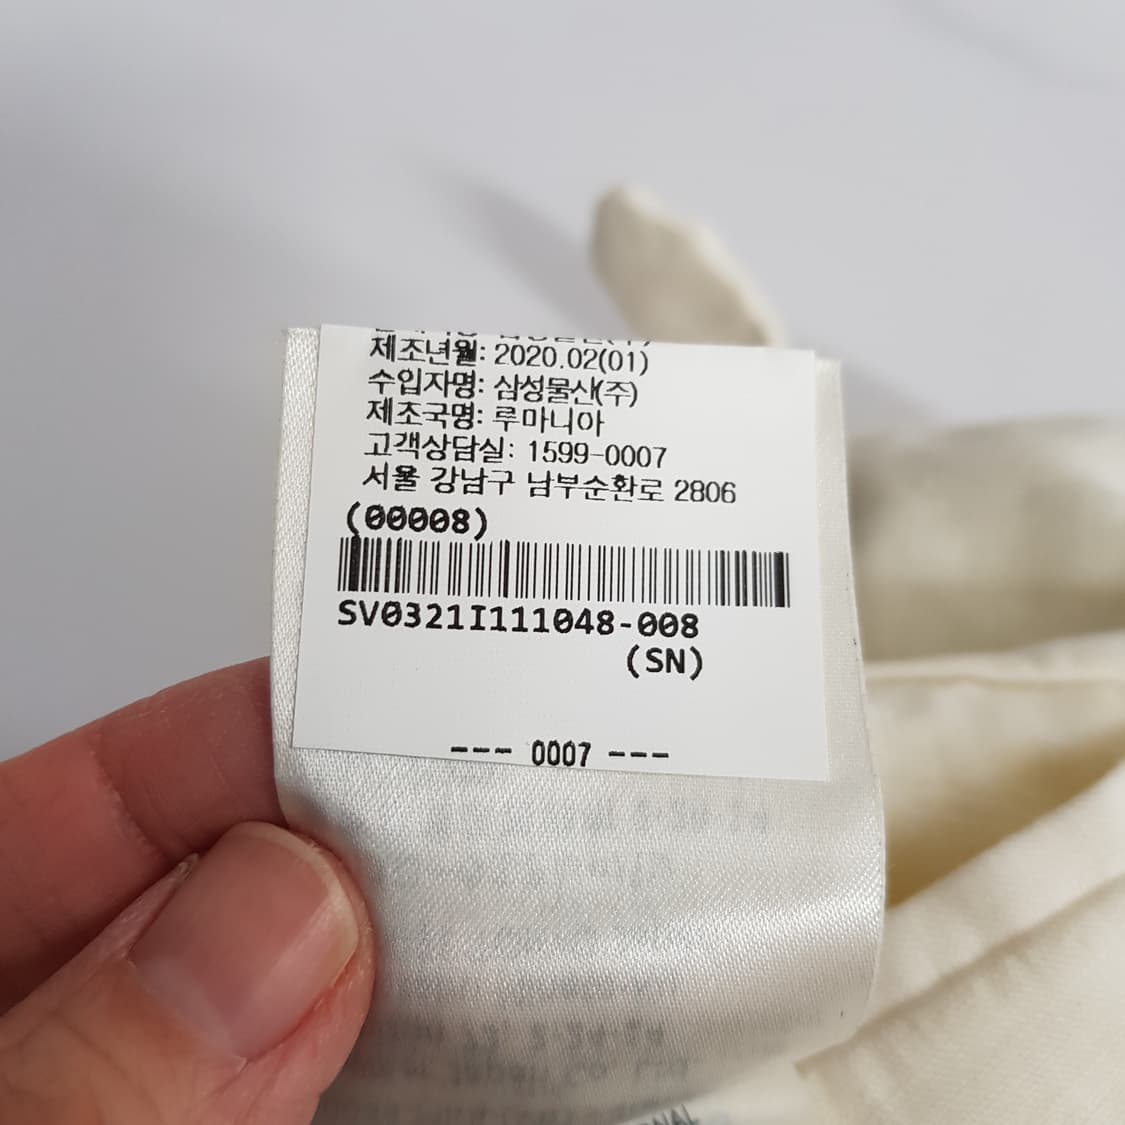 제조년월: 2020.02(01)
수입자명: 삼성물산(주)
제조국명: 루마니아
고객상담실: 1599-0007
서울 강남구 남부순환로 2806
(00008)
SV0321I111048-008
(SN)
--- 0007 ---